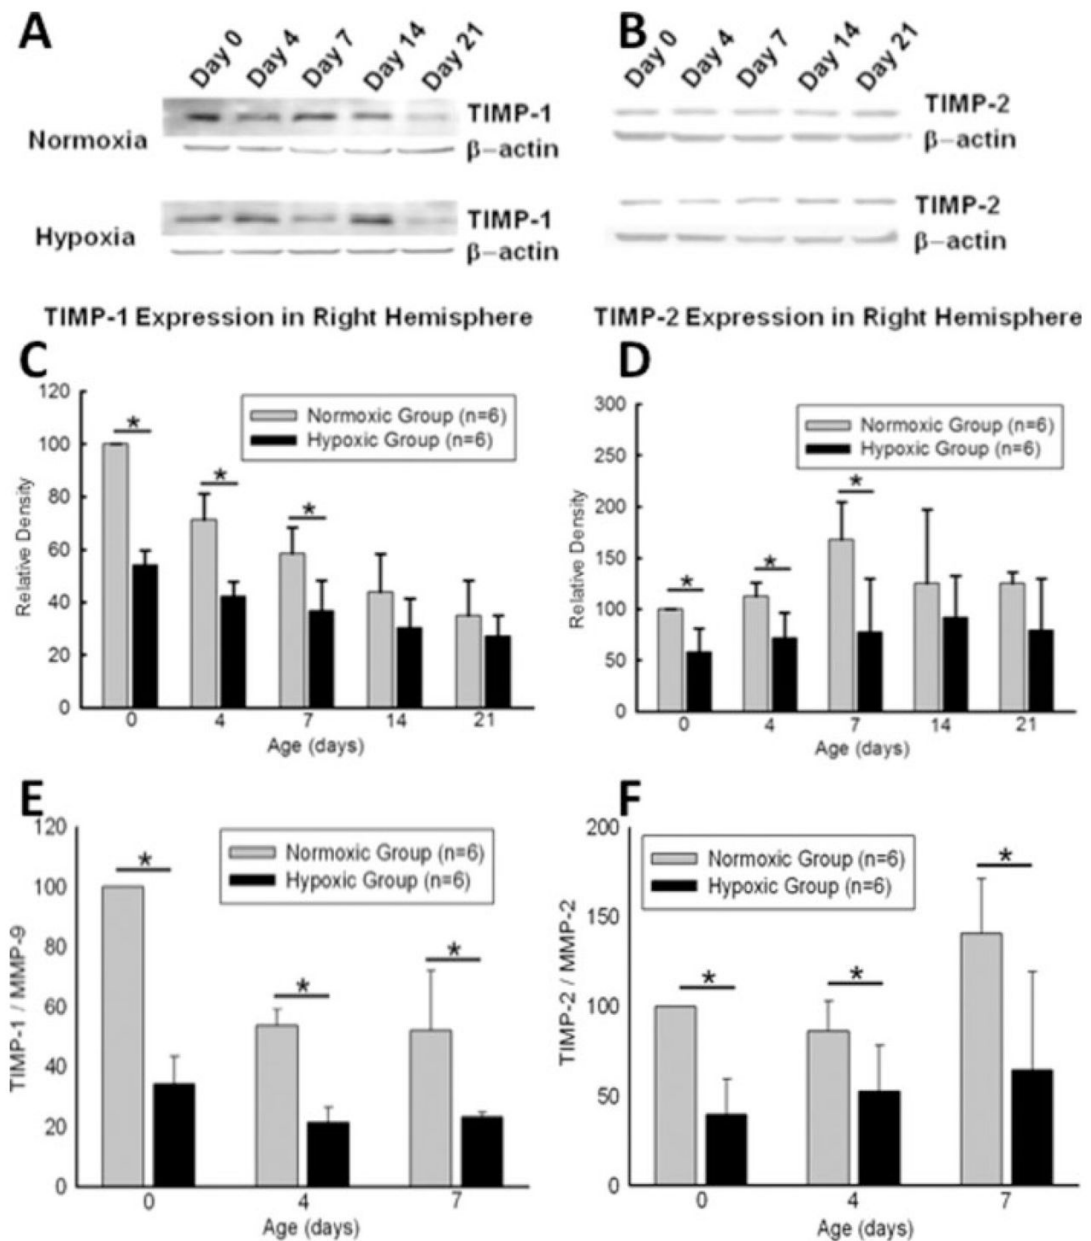 A
Day 0 Day 4 Day 7 Day 14 Day 21
Normoxia
TIMP-1
β-actin
Hypoxia
TIMP-1
β-actin
B
Day 0 Day 4 Day 7 Day 14 Day 21
TIMP-2
β-actin
TIMP-2
β-actin
TIMP-1 Expression in Right Hemisphere
C
Relative Density
120
100
80
60
40
20
0
Normoxic Group (n=6)
Hypoxic Group (n=6)
* * *
0 4 7 14 21
Age (days)
TIMP-2 Expression in Right Hemisphere
D
Relative Density
300
250
200
150
100
50
0
Normoxic Group (n=6)
Hypoxic Group (n=6)
* * *
0 4 7 14 21
Age (days)
E
TIMP-1 / MMP-9
120
100
80
60
40
20
0
Normoxic Group (n=6)
Hypoxic Group (n=6)
* * *
0 4 7
Age (days)
F
TIMP-2 / MMP-2
200
150
100
50
0
Normoxic Group (n=6)
Hypoxic Group (n=6)
* * *
0 4 7
Age (days)